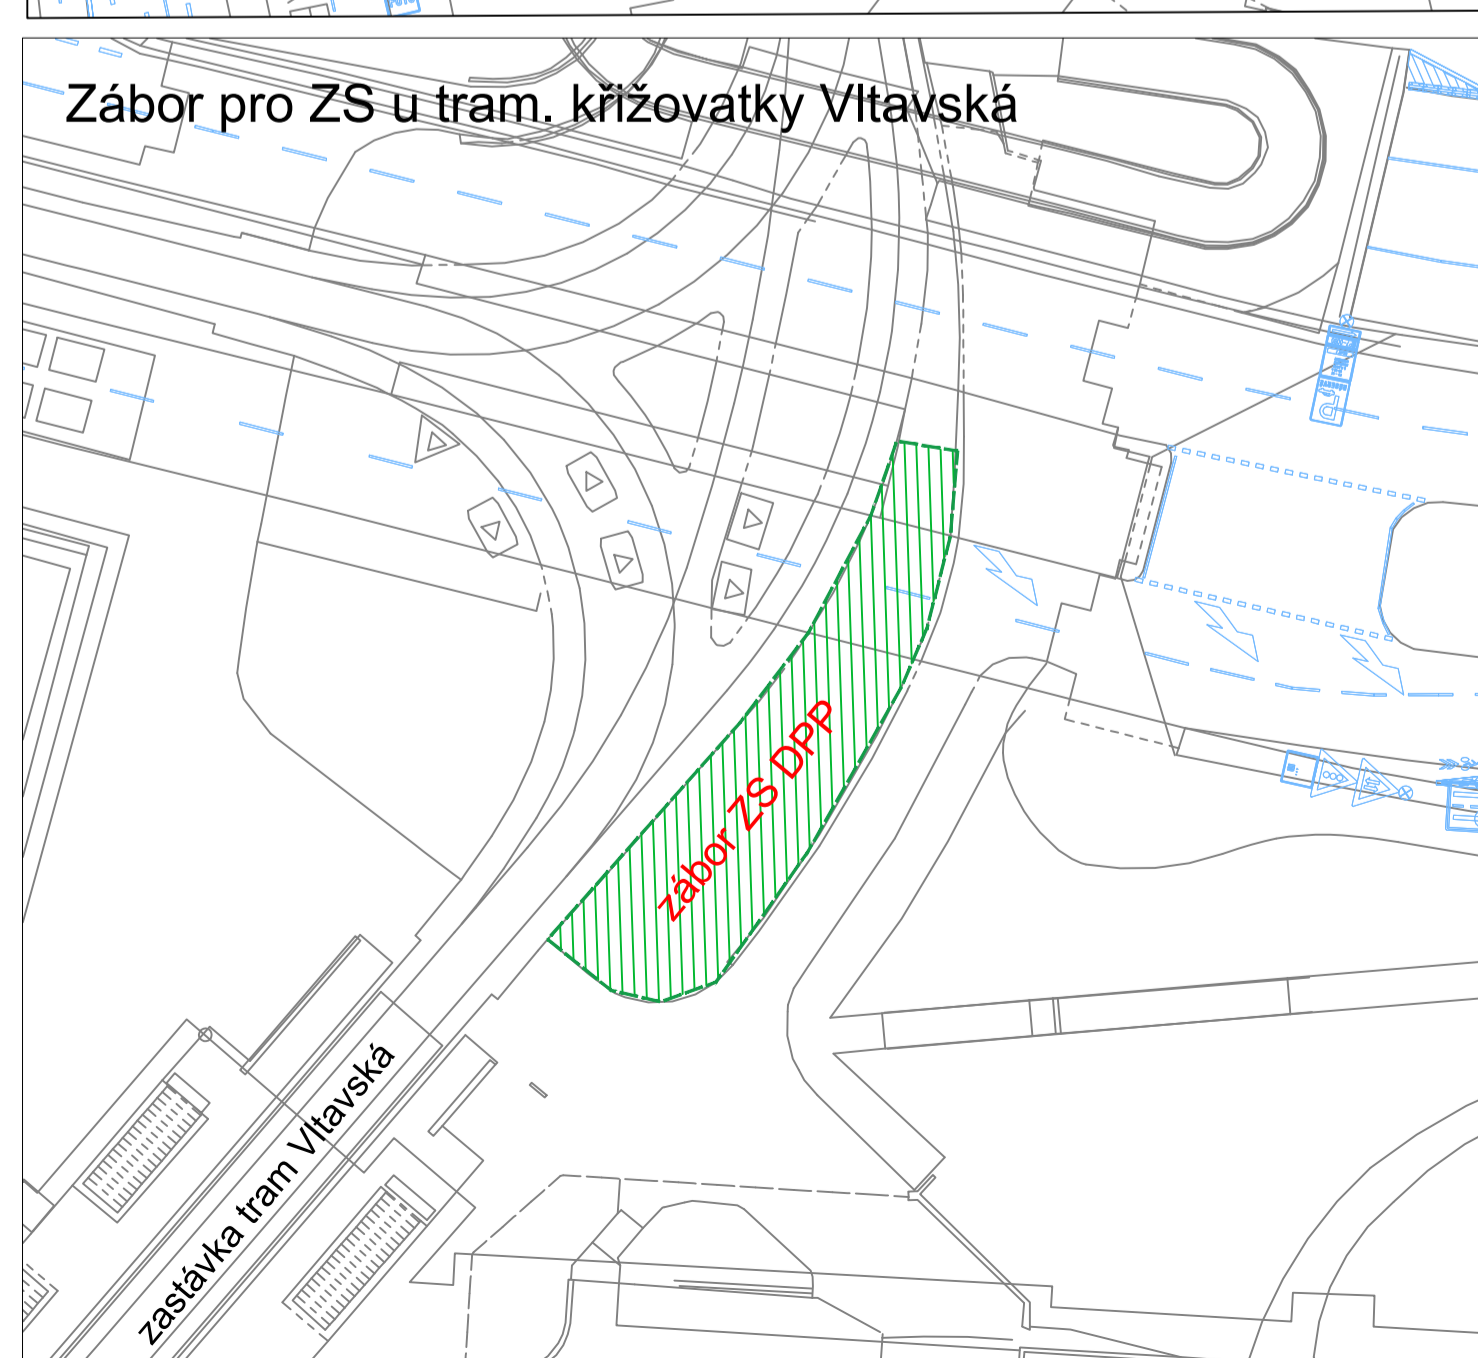 Zábor pro ZS u tram. křižovatky Vltavská
zábor ZS DPP
zastávka tram Vltavská